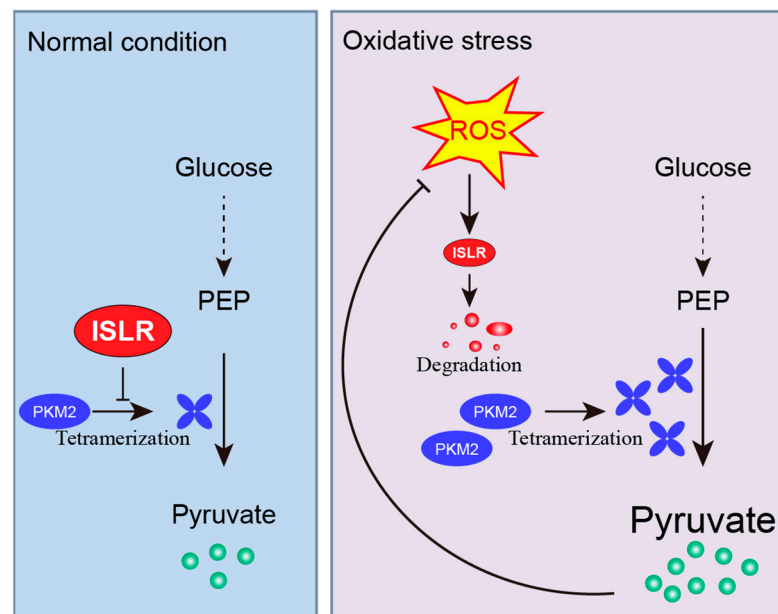 Normal condition
Glucose
PEP
ISLR
PKM2
Tetramerization
Pyruvate
Oxidative stress
ROS
Glucose
ISLR
PEP
Degradation
PKM2
Tetramerization
PKM2
Pyruvate